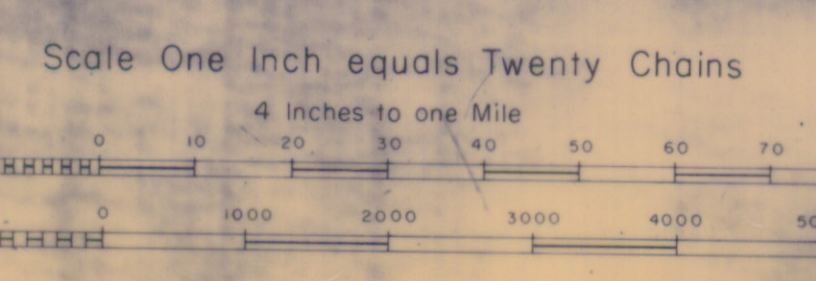 Scale One Inch equals Twenty Chains
4 Inches to one Mile
0 10 20 30 40 50 60 70
0 1000 2000 3000 4000